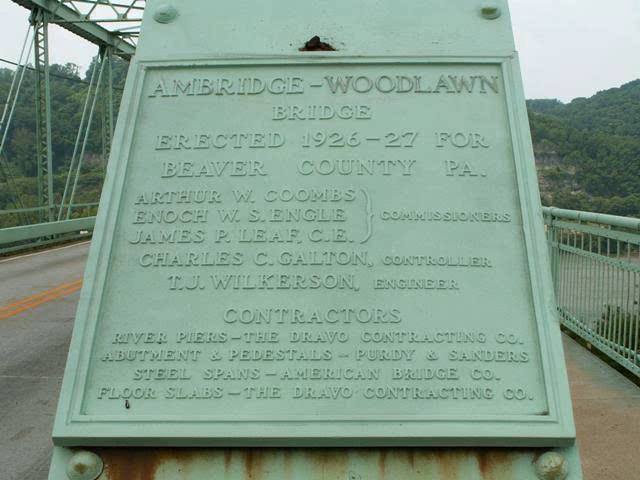 AMBRIDGE-WOODLAWN
BRIDGE
ERECTED 1926-27 FOR
BEAVER COUNTY PA.
ARTHUR W. COOMBS
ENOCH W. S. ENGLE
JAMES P. LEAF, C.E.
COMMISSIONERS
CHARLES C. GALTON, CONTROLLER
T.J. WILKERSON, ENGINEER
CONTRACTORS
RIVER PIERS-THE DRAVO CONTRACTING CO.
ABUTMENT & PEDESTALS - PURDY & SANDERS
STEEL SPANS-AMERICAN BRIDGE CO.
FLOOR SLABS-THE DRAVO CONTRACTING CO.